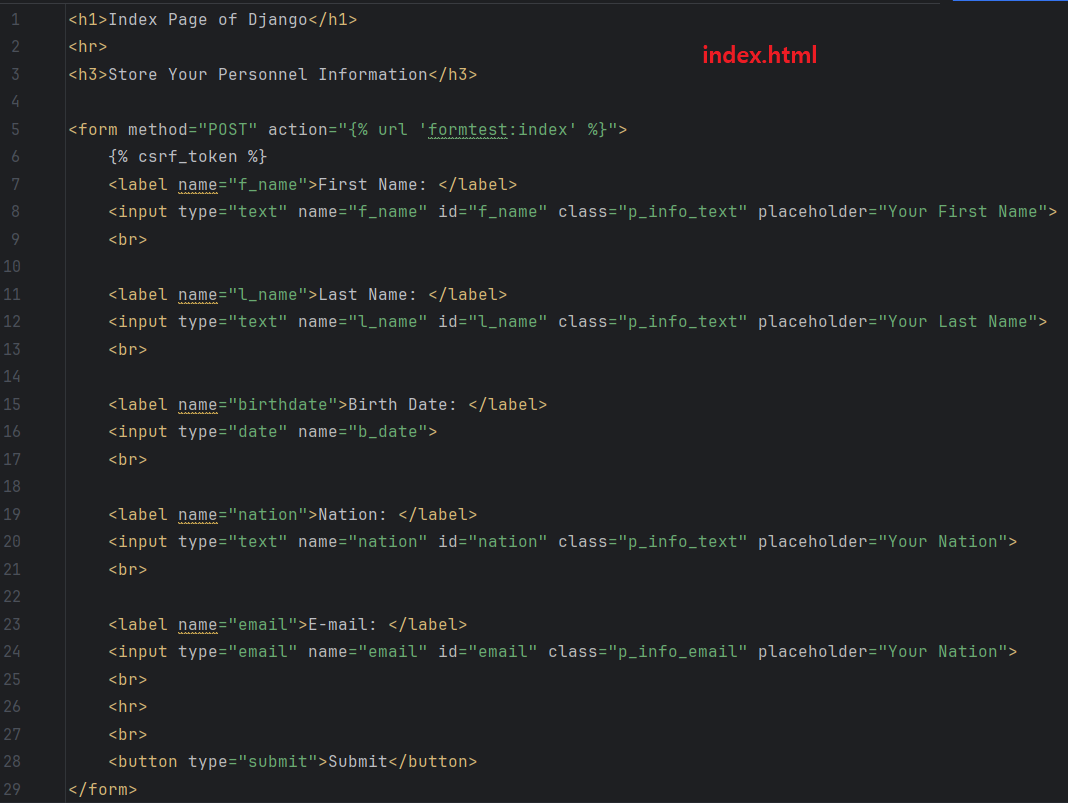 1 <h1>Index Page of Django</h1>
2 <hr>
index.html
3 <h3>Store Your Personnel Information</h3>
4
5 <form method="POST" action="{% url 'formtest:index' %}">
6     {% csrf_token %}
7     <label name="f_name">First Name: </label>
8     <input type="text" name="f_name" id="f_name" class="p_info_text" placeholder="Your First Name">
9     <br>
10
11     <label name="l_name">Last Name: </label>
12     <input type="text" name="l_name" id="l_name" class="p_info_text" placeholder="Your Last Name">
13     <br>
14
15     <label name="birthdate">Birth Date: </label>
16     <input type="date" name="b_date">
17     <br>
18
19     <label name="nation">Nation: </label>
20     <input type="text" name="nation" id="nation" class="p_info_text" placeholder="Your Nation">
21     <br>
22
23     <label name="email">E-mail: </label>
24     <input type="email" name="email" id="email" class="p_info_email" placeholder="Your Nation">
25     <br>
26     <hr>
27     <br>
28     <button type="submit">Submit</button>
29 </form>